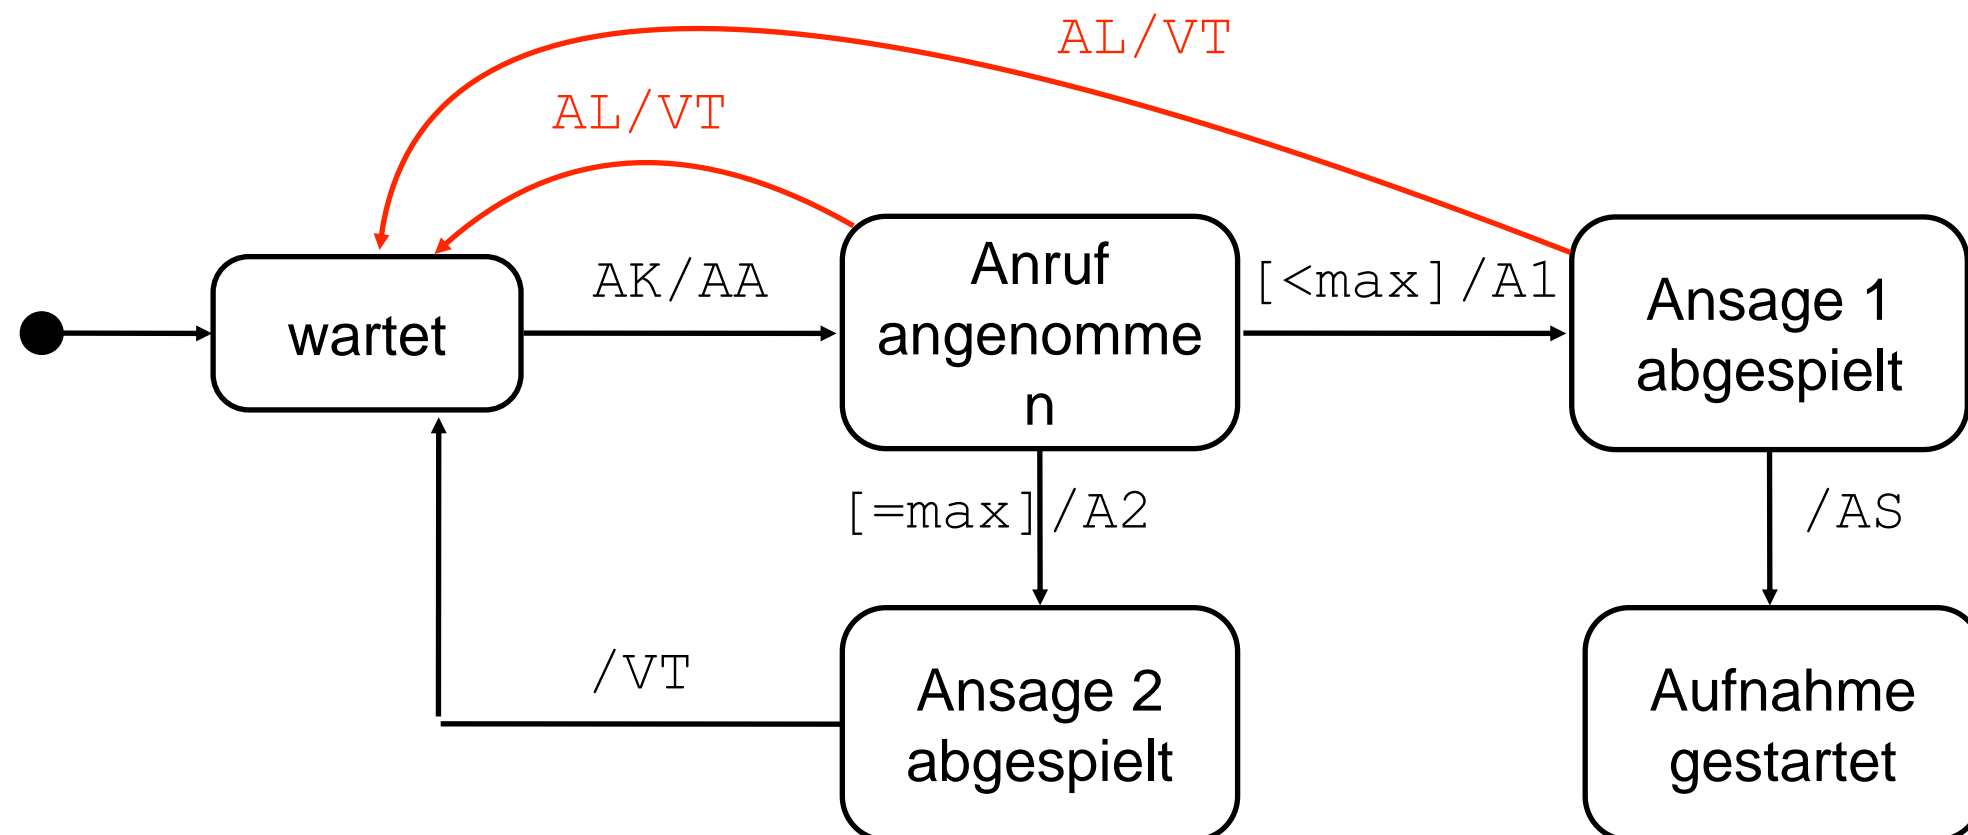 AL/VT
AL/VT
wartet
AK/AA
Anruf
angenomme
n
[<max]/A1
Ansage 1
abgespielt
[=max]/A2
/AS
/VT
Ansage 2
abgespielt
Aufnahme
gestartet